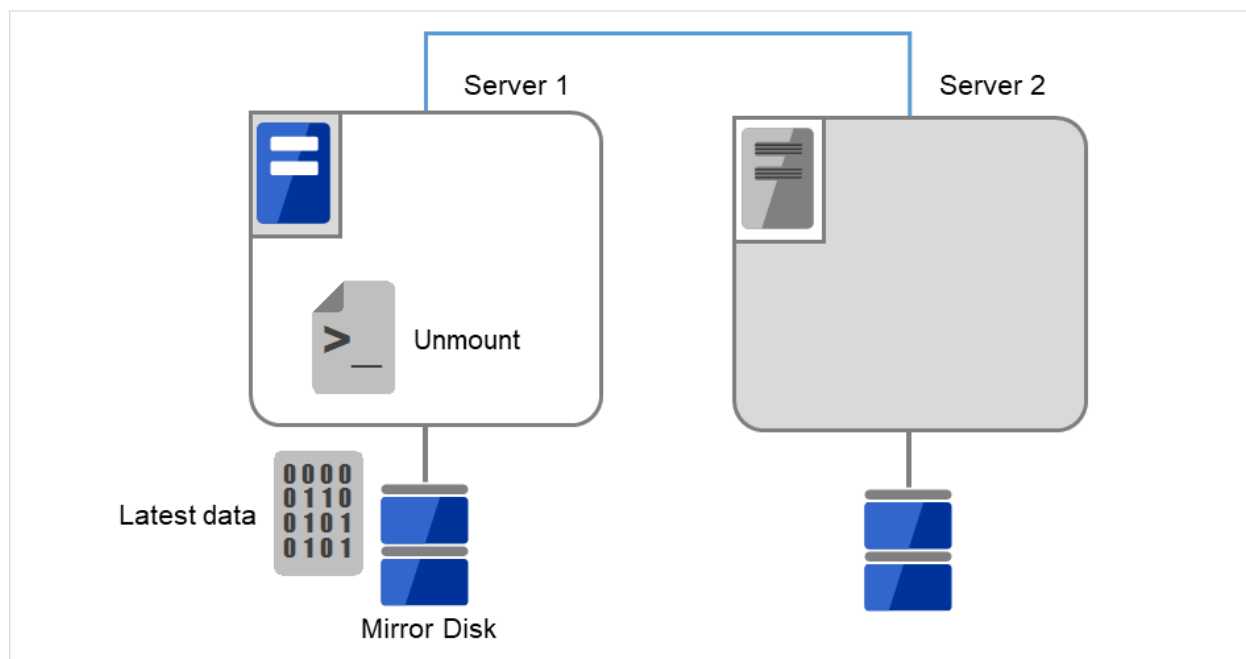 Server 1
Server 2
>_
Unmount
Latest data
0000
0110
0101
0101
Mirror Disk